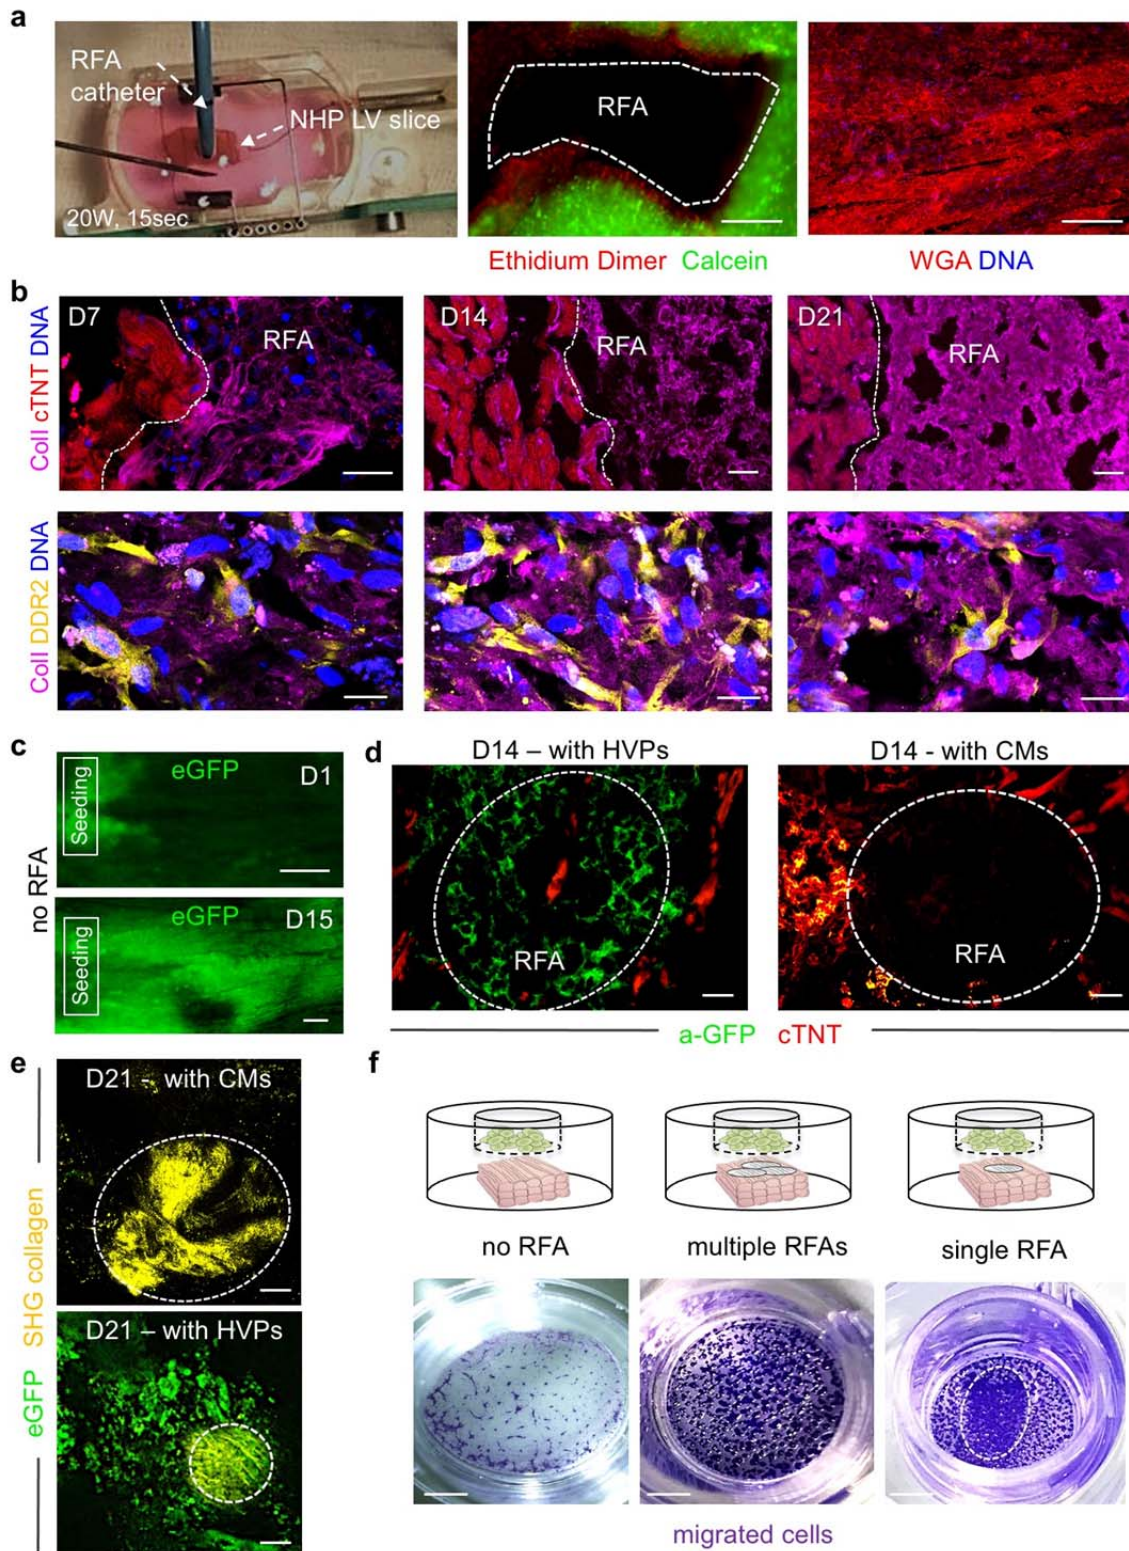 a
RFA
catheter
NHP LV slice
20W, 15sec
RFA
Ethidium Dimer Calcein
WGA DNA
b
ColI cTNT DNA
D7
RFA
D14
RFA
D21
RFA
ColI DDR2 DNA
c
no RFA
Seeding
eGFP
D1
Seeding
eGFP
D15
d
D14 – with HVPs
RFA
D14 - with CMs
RFA
a-GFP cTNT
e
eGFP SHG collagen
D21 - with CMs
D21 – with HVPs
f
no RFA
multiple RFAs
single RFA
migrated cells